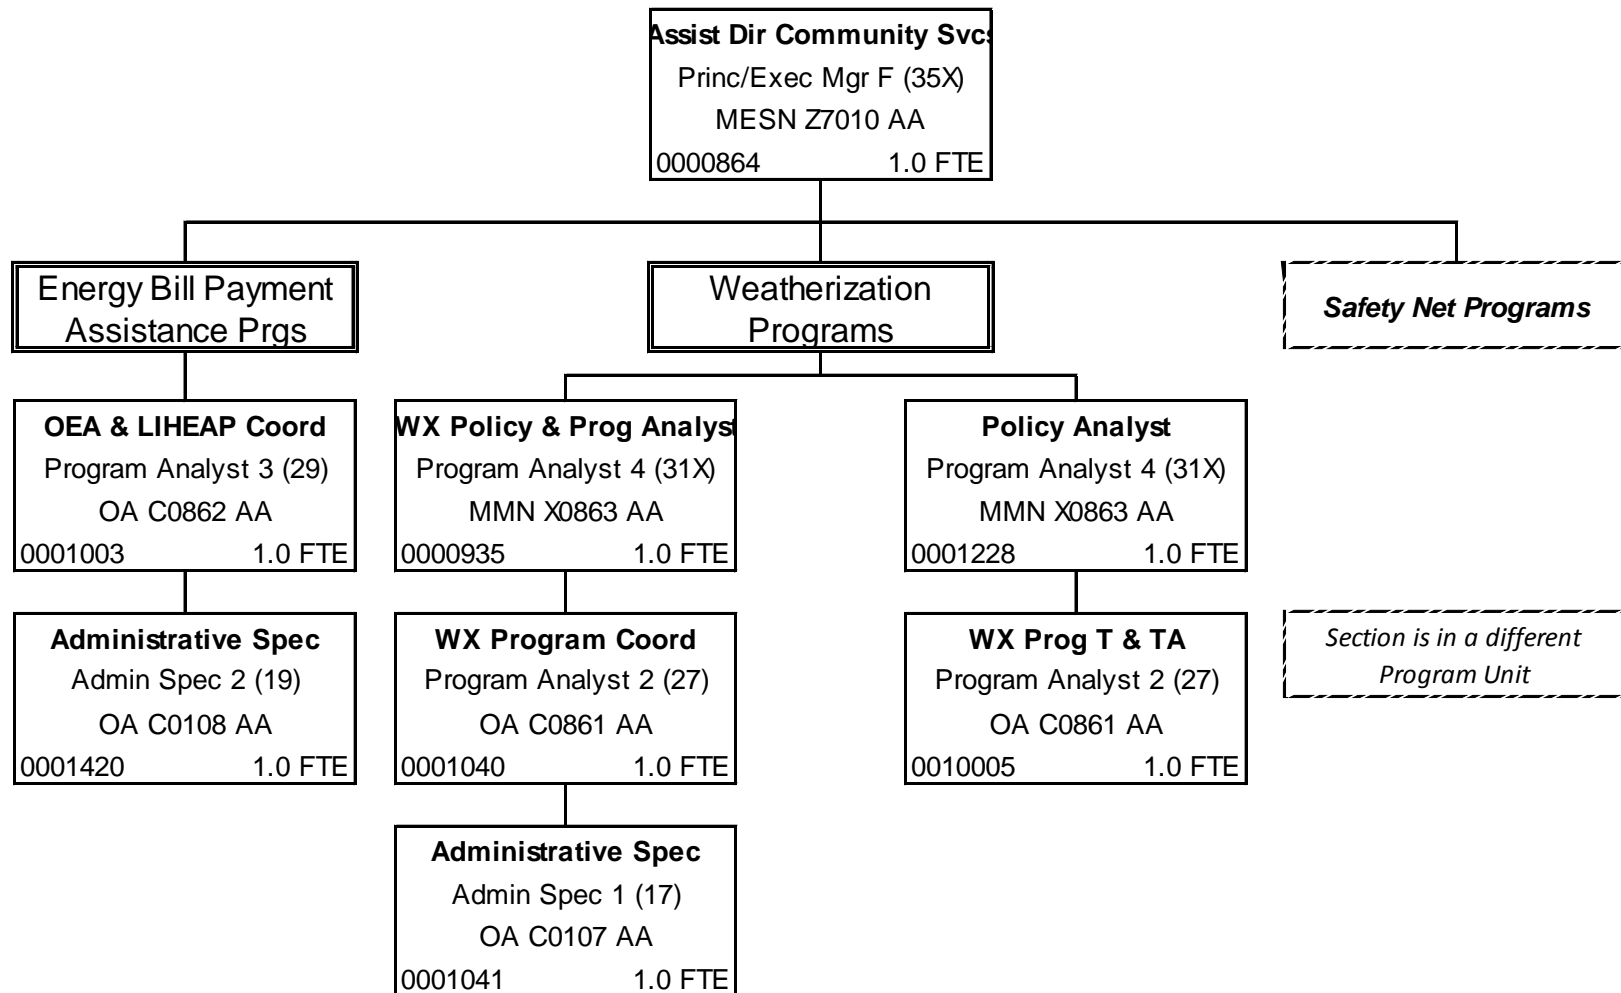 Assist Dir Community Svcs
Princ/Exec Mgr F (35X)
MESN Z7010 AA
0000864 1.0 FTE
Energy Bill Payment
Assistance Prgs
Weatherization
Programs
Safety Net Programs
OEA & LIHEAP Coord
Program Analyst 3 (29)
OA C0862 AA
0001003 1.0 FTE
WX Policy & Prog Analyst
Program Analyst 4 (31X)
MMN X0863 AA
0000935 1.0 FTE
Policy Analyst
Program Analyst 4 (31X)
MMN X0863 AA
0001228 1.0 FTE
Administrative Spec
Admin Spec 2 (19)
OA C0108 AA
0001420 1.0 FTE
WX Program Coord
Program Analyst 2 (27)
OA C0861 AA
0001040 1.0 FTE
WX Prog T & TA
Program Analyst 2 (27)
OA C0861 AA
0010005 1.0 FTE
Section is in a different
Program Unit
Administrative Spec
Admin Spec 1 (17)
OA C0107 AA
0001041 1.0 FTE